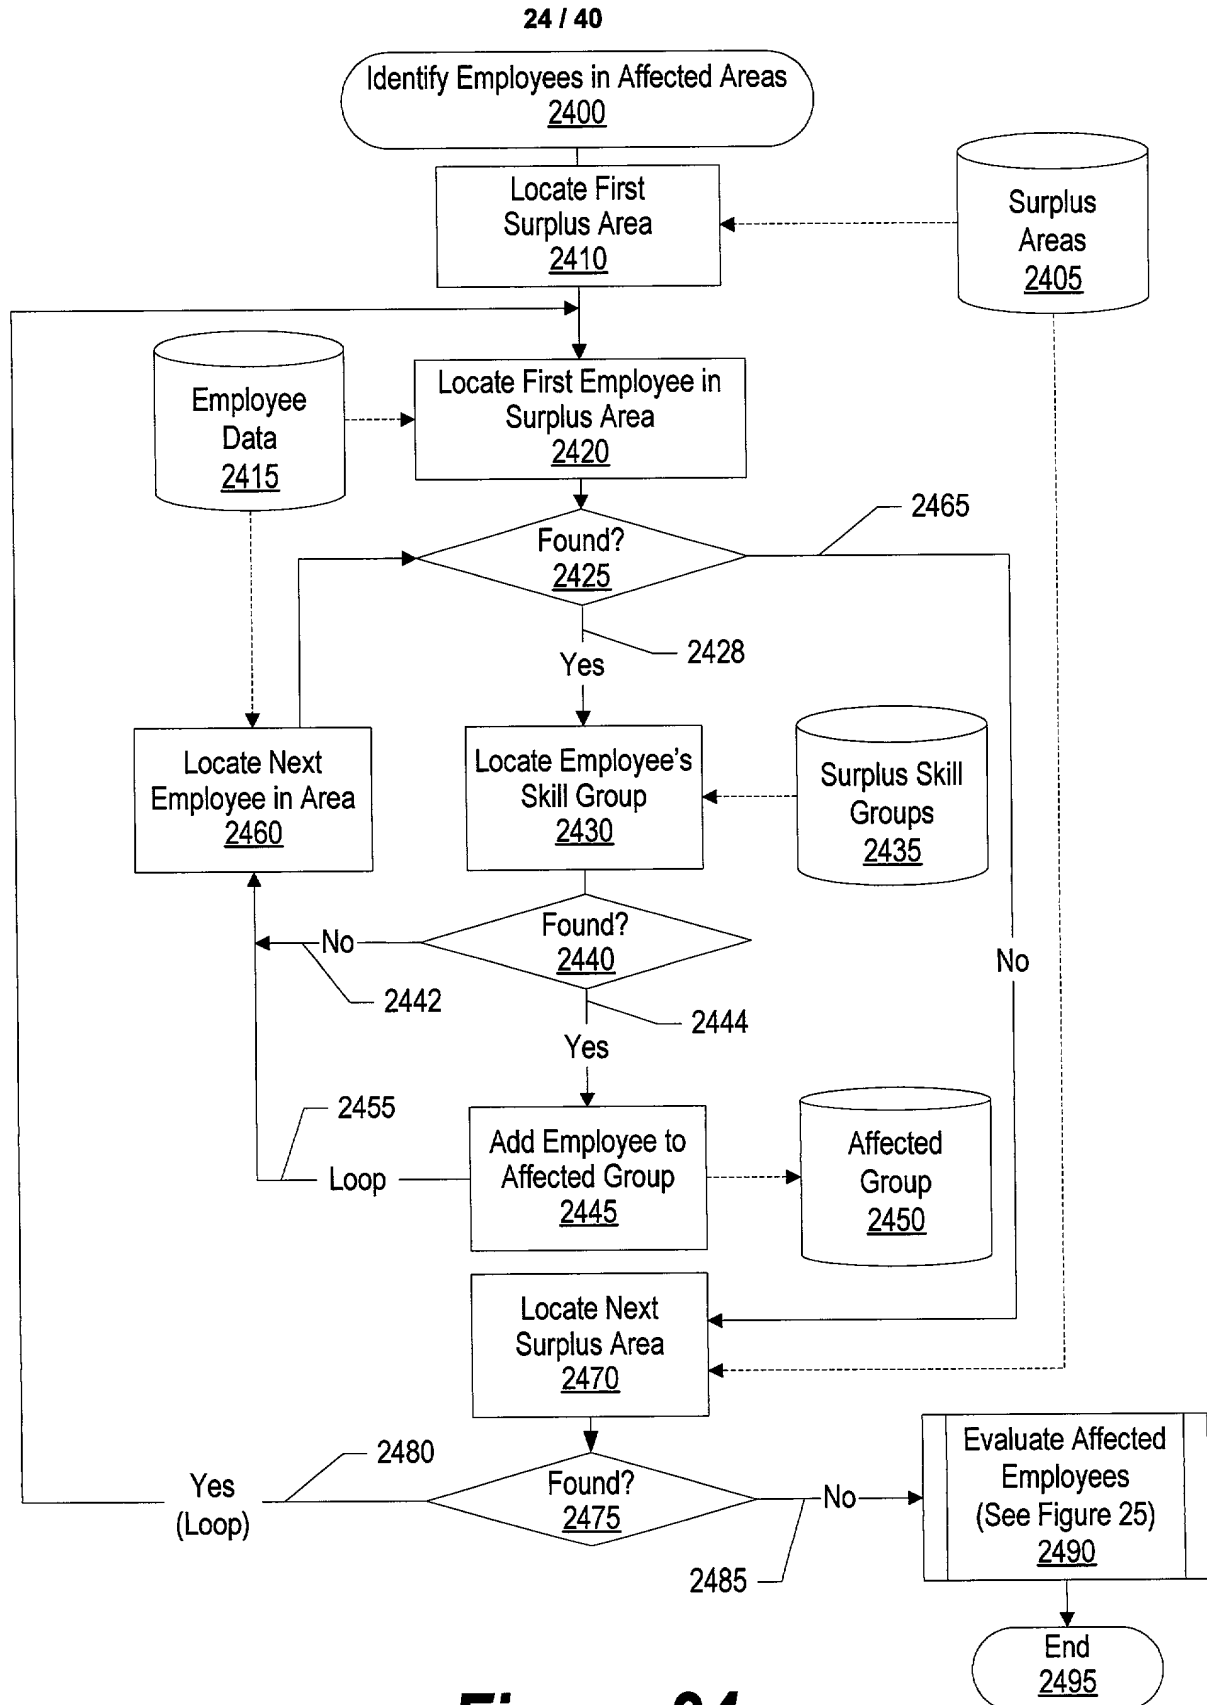 24 / 40
Identify Employees in Affected Areas
2400
Locate First
Surplus Area
2410
Surplus
Areas
2405
Employee
Data
2415
Locate First Employee in
Surplus Area
2420
2465
Found?
2425
2428
Yes
Locate Next
Employee in Area
2460
Locate Employee's
Skill Group
2430
Surplus Skill
Groups
2435
Found?
2440
No
No
2442
2444
Yes
2455
Loop
Add Employee to
Affected Group
2445
Affected
Group
2450
Locate Next
Surplus Area
2470
2480
Yes
(Loop)
Found?
2475
No
2485
Evaluate Affected
Employees
(See Figure 25)
2490
End
2495